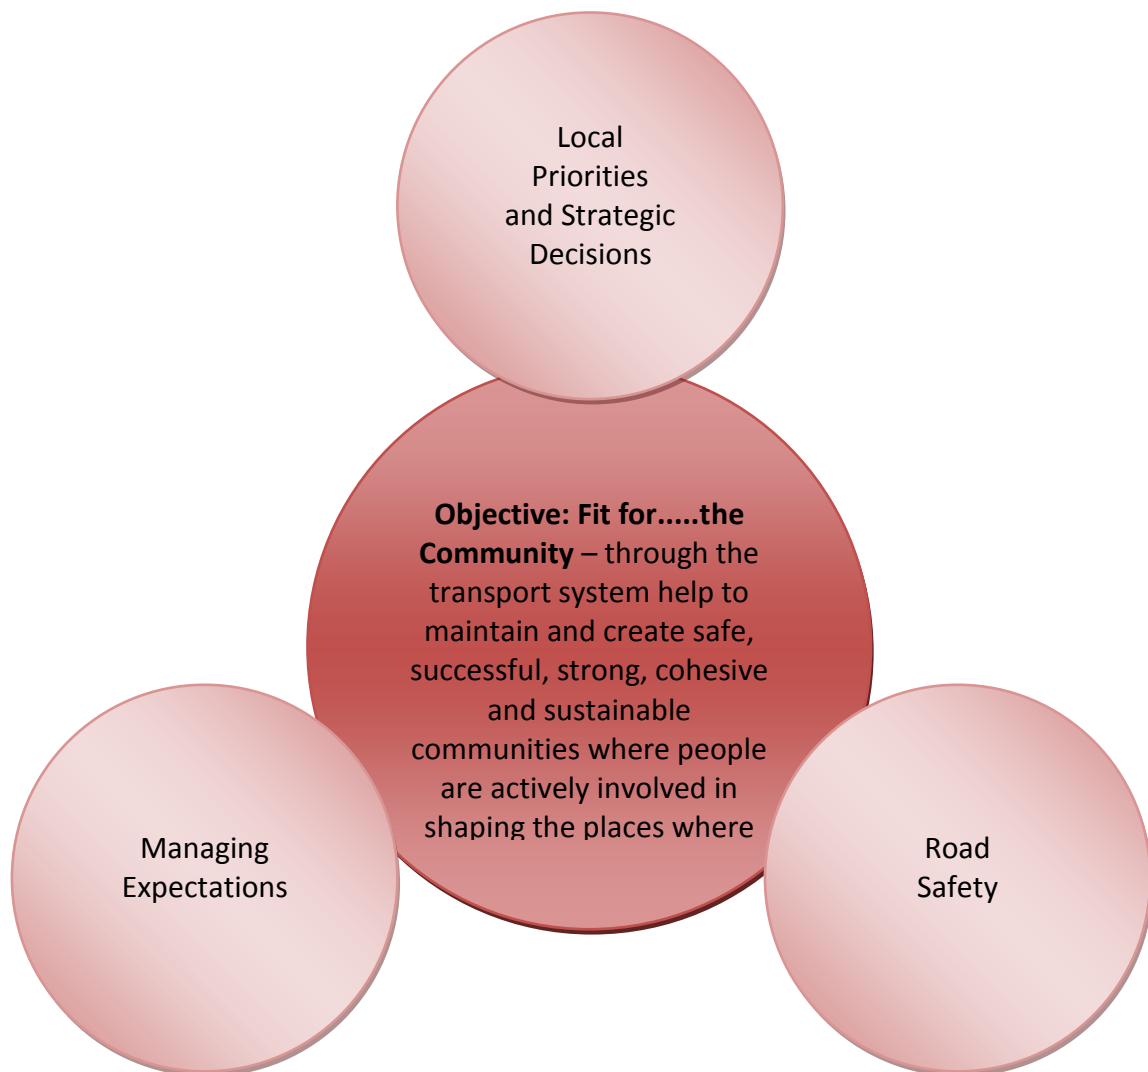 Local
Priorities
and Strategic
Decisions
Objective: Fit for.....the
Community – through the
transport system help to
maintain and create safe,
successful, strong, cohesive
and sustainable
communities where people
are actively involved in
shaping the places where
Managing
Expectations
Road
Safety